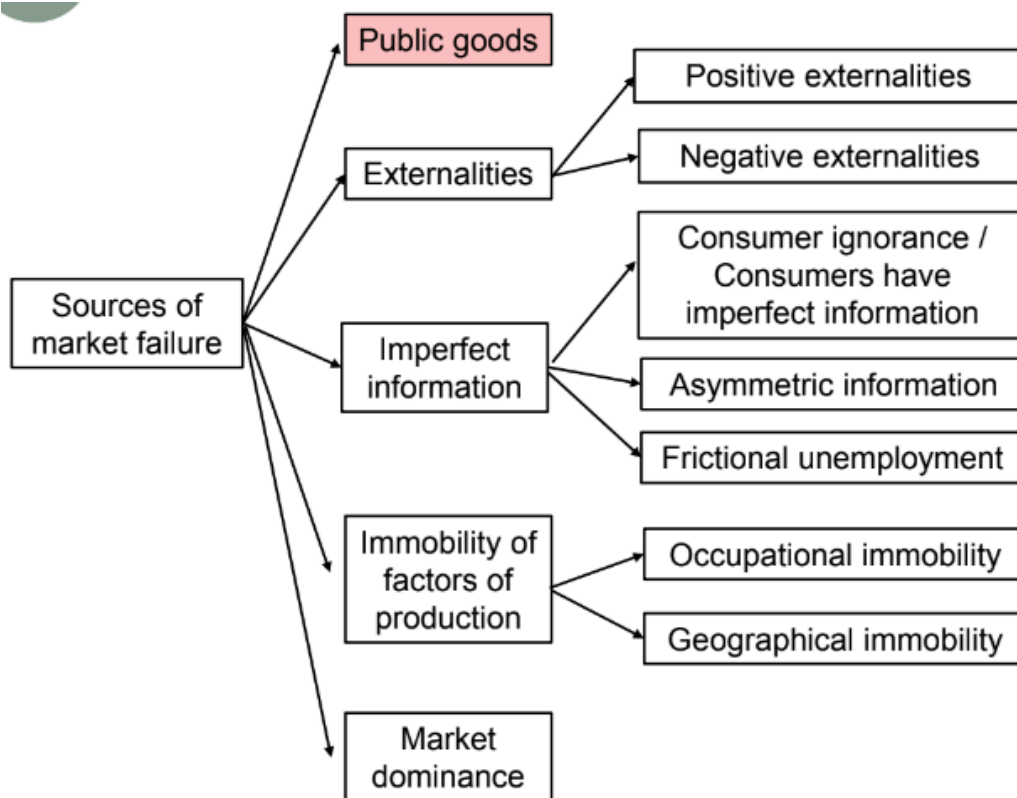 Public goods
Positive externalities
Externalities
Negative externalities
Consumer ignorance /
Consumers have
imperfect information
Sources of
market failure
Imperfect
information
Asymmetric information
Frictional unemployment
Immobility of
factors of
production
Occupational immobility
Geographical immobility
Market
dominance